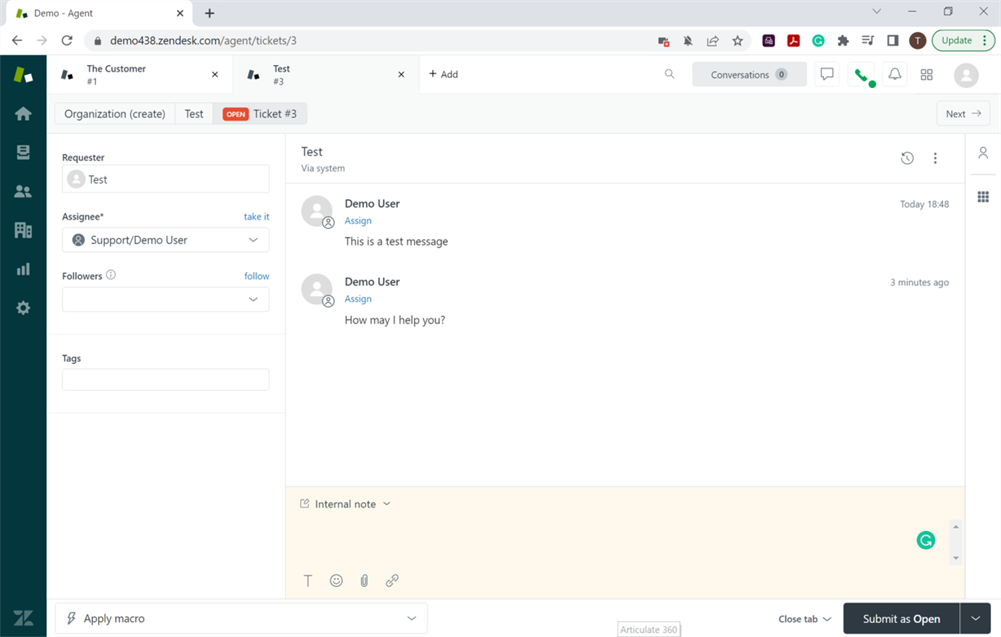 Demo - Agent
demo438.zendesk.com/agent/tickets/3
T
Update
The Customer
#1
Test
#3
+ Add
Conversations 0
Organization (create)
Test
OPEN Ticket #3
Next
Requester
Test
Assignee*
take it
Support/Demo User
Followers
follow
Tags
Test
Via system
Demo User
Today 18:48
Assign
This is a test message
Demo User
3 minutes ago
Assign
How may I help you?
Internal note
T
Apply macro
Articulate 360
Close tab
Submit as Open